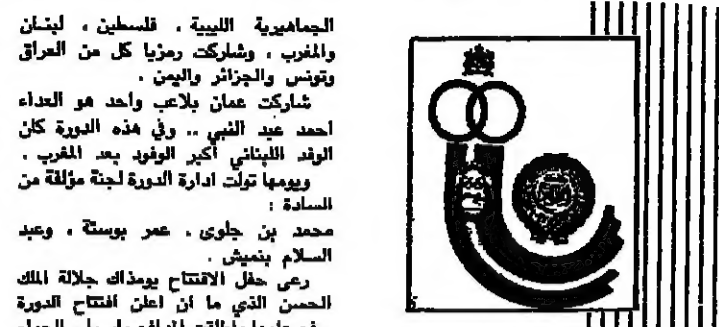 الجماهيرية الليبية ، فلسطين ، لبنان
والمغرب ، وشاركت رمزيا كل من العراق
وتونس والجزائر واليمن .
شاركت عمان بلاعب واحد هو العداء
احمد عبد النبي .. وفي هذه الدورة كان
الوفد اللبناني أكبر الوفود بعد المغرب .
ويومها تولت ادارة الدورة لجنة مؤلفة من
السادة :
محمد بن جلوى . عمر بوستة ، وعبد
السلام بنميش .
رعى حفل الافتتاح يومذاك جلالة الملك
الحسن الذي ما أن اعلن افتتاح الدورة